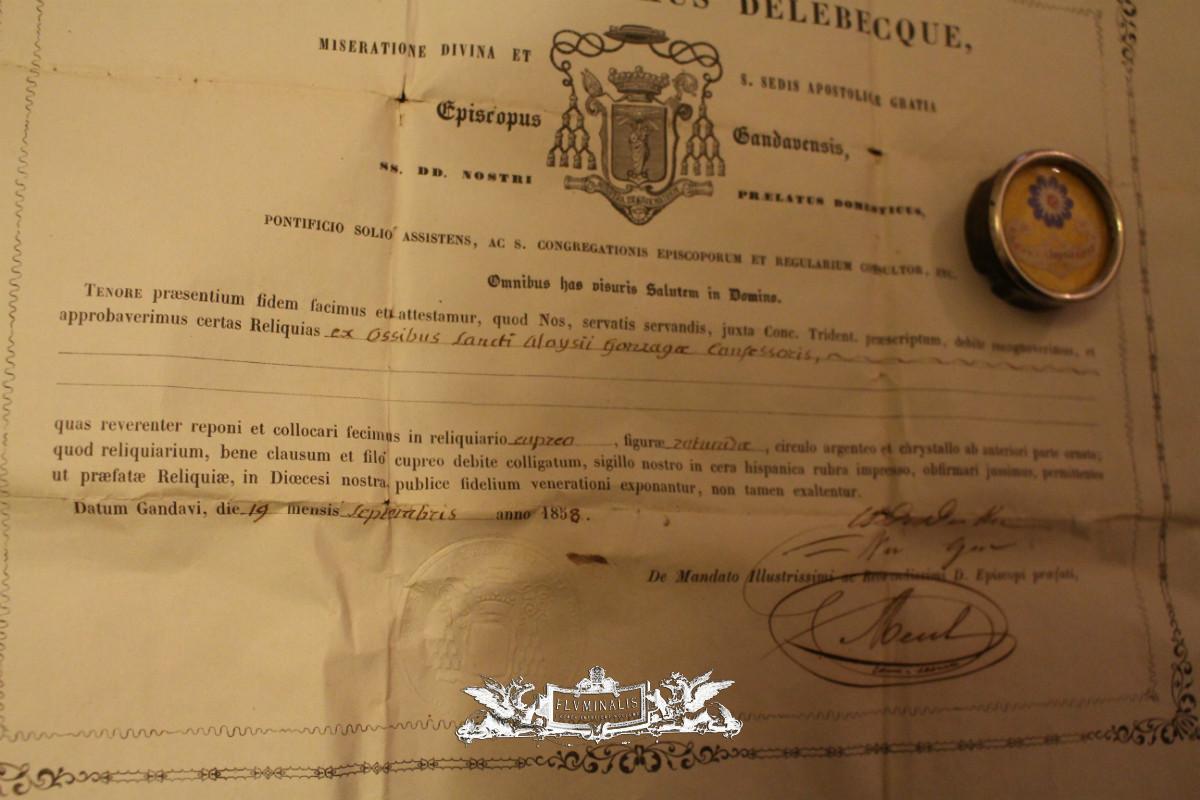 DELEBECQUE,
MISERATIONE DIVINA ET S. SEDIS APOSTOLICÆ GRATIA
Episcopus Gandavensis,
SS. DD. NOSTRI PRÆLATUS DOMESTICUS,
PONTIFICIO SOLIO ASSISTENS, AC S. CONGREGATIONIS EPISCOPORUM ET REGULARIUM CONSULTOR, ETC.
Omnibus has visuris Salutem in Domino.
TENORE præsentium fidem facimus et attestamur, quod Nos, servatis servandis, juxta Conc. Trident. præscriptum, debite recognoverimus, et
approbaverimus certas Reliquias ex Ossibus Sancti Aloysii Gonzagæ Confessoris,
quas reverenter reponi et collocari fecimus in reliquiario cupreo, figuræ rotundæ, circulo argenteo et chrystallo ab anteriori parte ornato;
quod reliquiarium, bene clausum et filo cupreo debite colligatum, sigillo nostro in cera hispanica rubra impresso, obfirmari jussimus, permittentes
ut præfatæ Reliquiæ, in Diœcesi nostra, publice fidelium venerationi exponantur, non tamen exaltentur.
Datum Gandavi, die 19 mensis Septembris anno 1858.
De Mandato Illustrissimi ac Reverendissimi D. Episcopi præfati,
FLVMINALIS